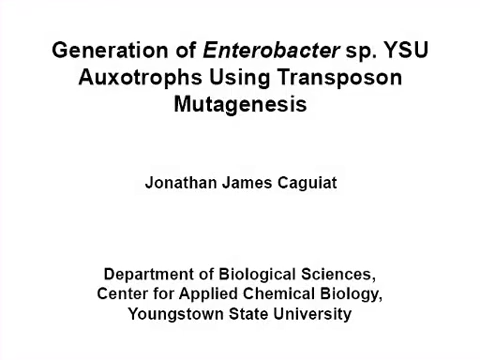 Generation of Enterobacter sp. YSU
Auxotrophs Using Transposon
Mutagenesis
Jonathan James Caguiat
Department of Biological Sciences,
Center for Applied Chemical Biology,
Youngstown State University